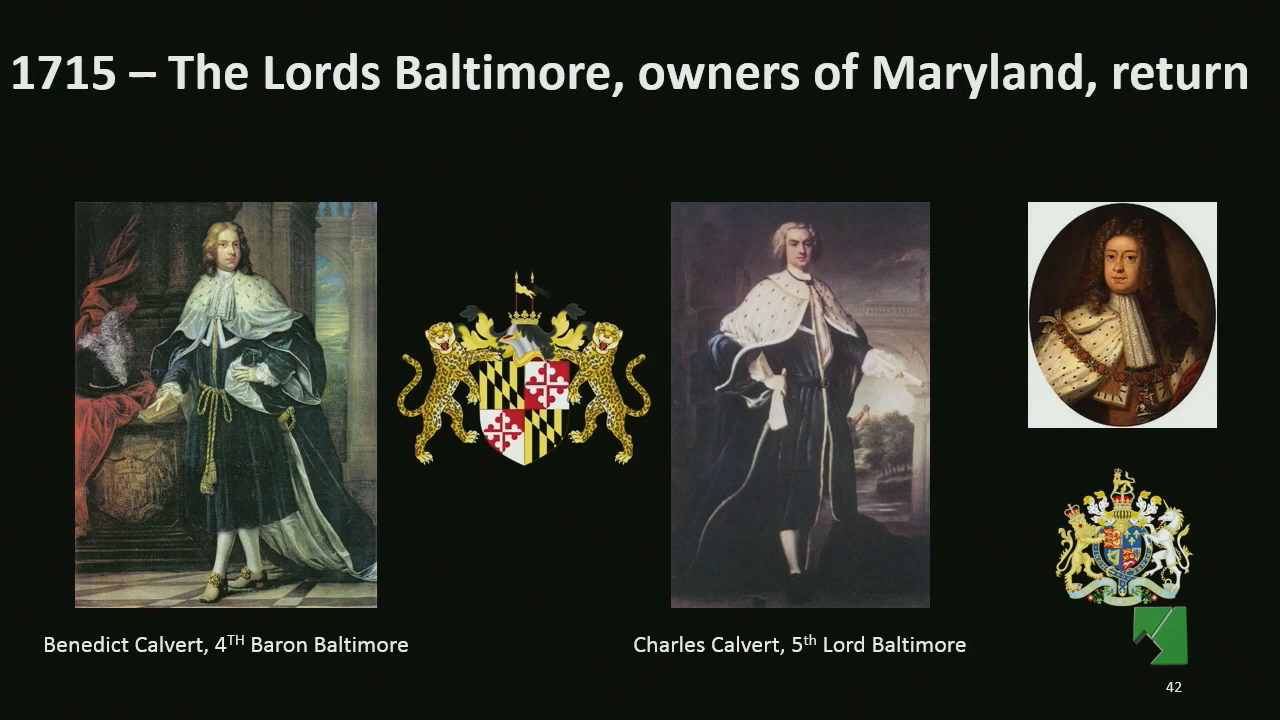 1715 – The Lords Baltimore, owners of Maryland, return
Benedict Calvert, 4TH Baron Baltimore
Charles Calvert, 5th Lord Baltimore
42